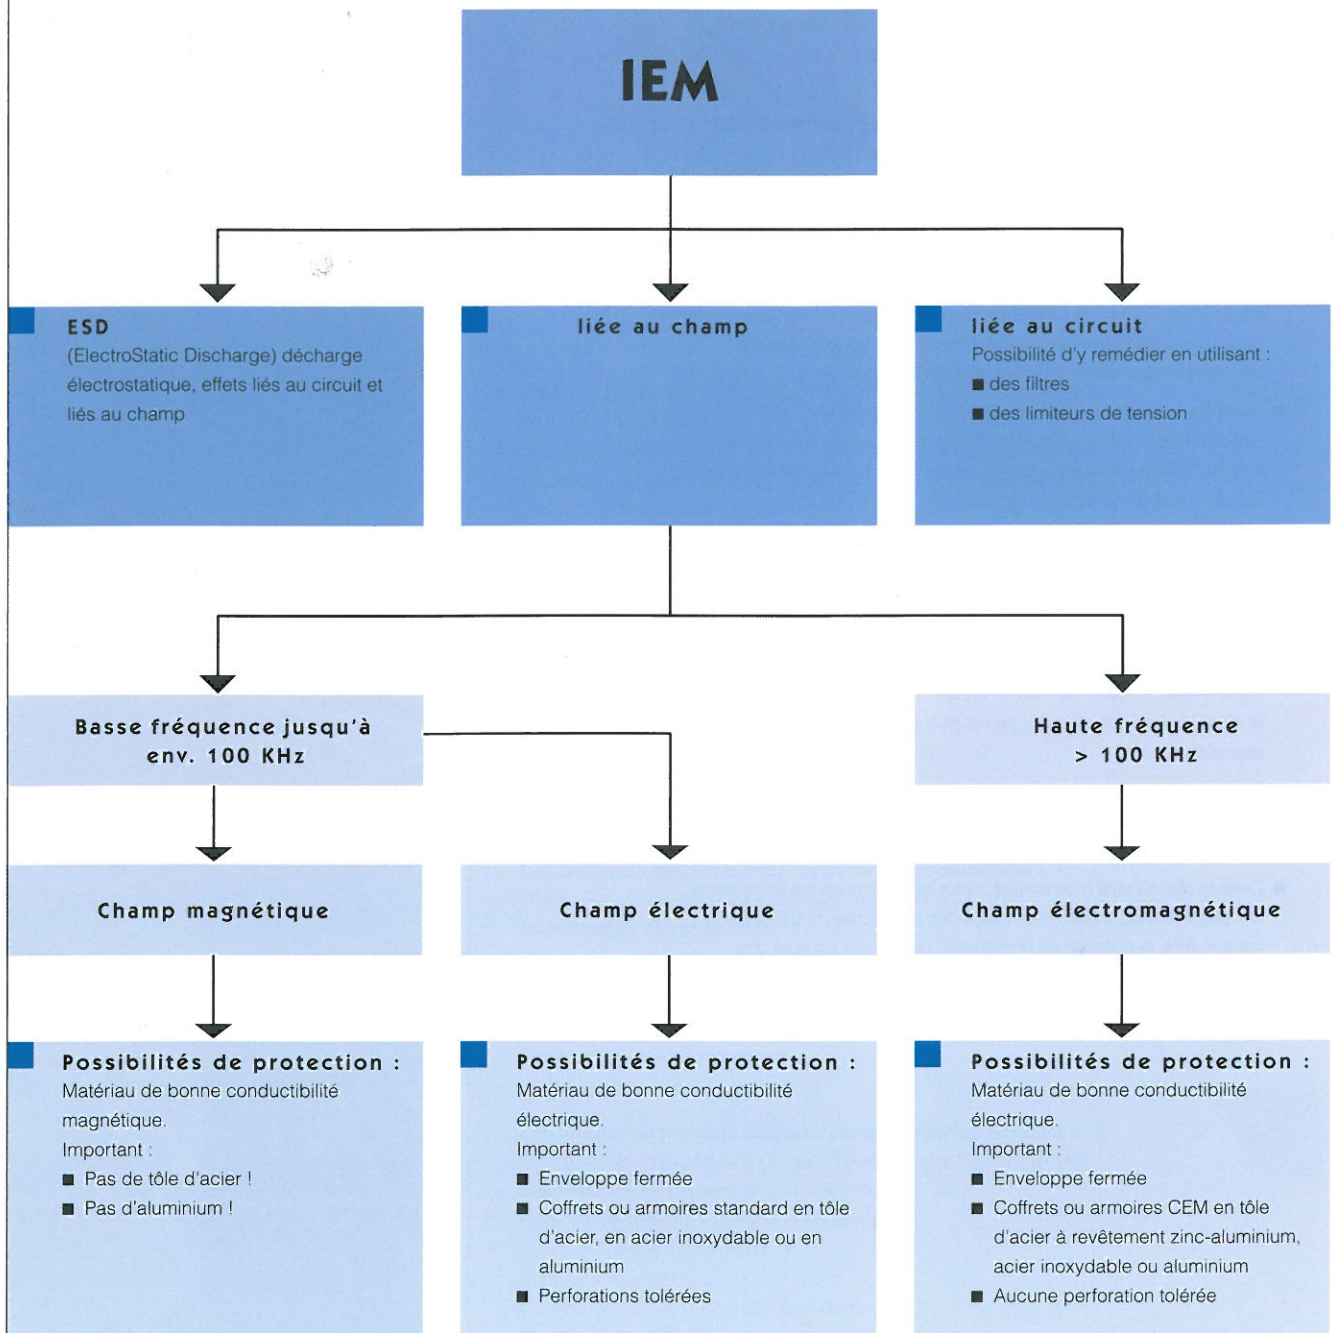 IEM
ESD
(ElectroStatic Discharge) décharge
électrostatique, effets liés au circuit et
liés au champ
liée au champ
liée au circuit
Possibilité d'y remédier en utilisant :
■ des filtres
■ des limiteurs de tension
Basse fréquence jusqu'à
env. 100 KHz
Haute fréquence
> 100 KHz
Champ magnétique
Champ électrique
Champ électromagnétique
Possibilités de protection :
Matériau de bonne conductibilité
magnétique.
Important :
■ Pas de tôle d'acier !
■ Pas d'aluminium !
Possibilités de protection :
Matériau de bonne conductibilité
électrique.
Important :
■ Enveloppe fermée
■ Coffrets ou armoires standard en tôle
d'acier, en acier inoxydable ou en
aluminium
■ Perforations tolérées
Possibilités de protection :
Matériau de bonne conductibilité
électrique.
Important :
■ Enveloppe fermée
■ Coffrets ou armoires CEM en tôle
d'acier à revêtement zinc-aluminium,
acier inoxydable ou aluminium
■ Aucune perforation tolérée